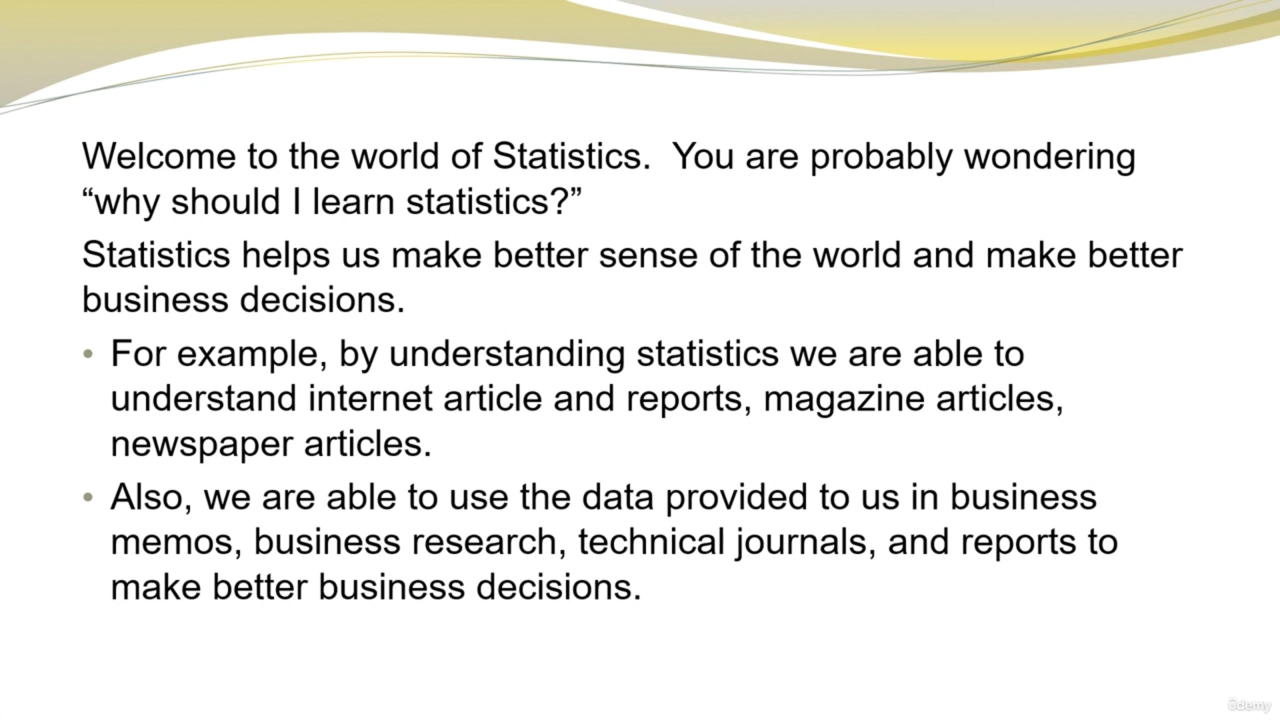 Welcome to the world of Statistics.  You are probably wondering
“why should I learn statistics?”
Statistics helps us make better sense of the world and make better
business decisions.
• For example, by understanding statistics we are able to
understand internet article and reports, magazine articles,
newspaper articles.
• Also, we are able to use the data provided to us in business
memos, business research, technical journals, and reports to
make better business decisions.
ûdemy